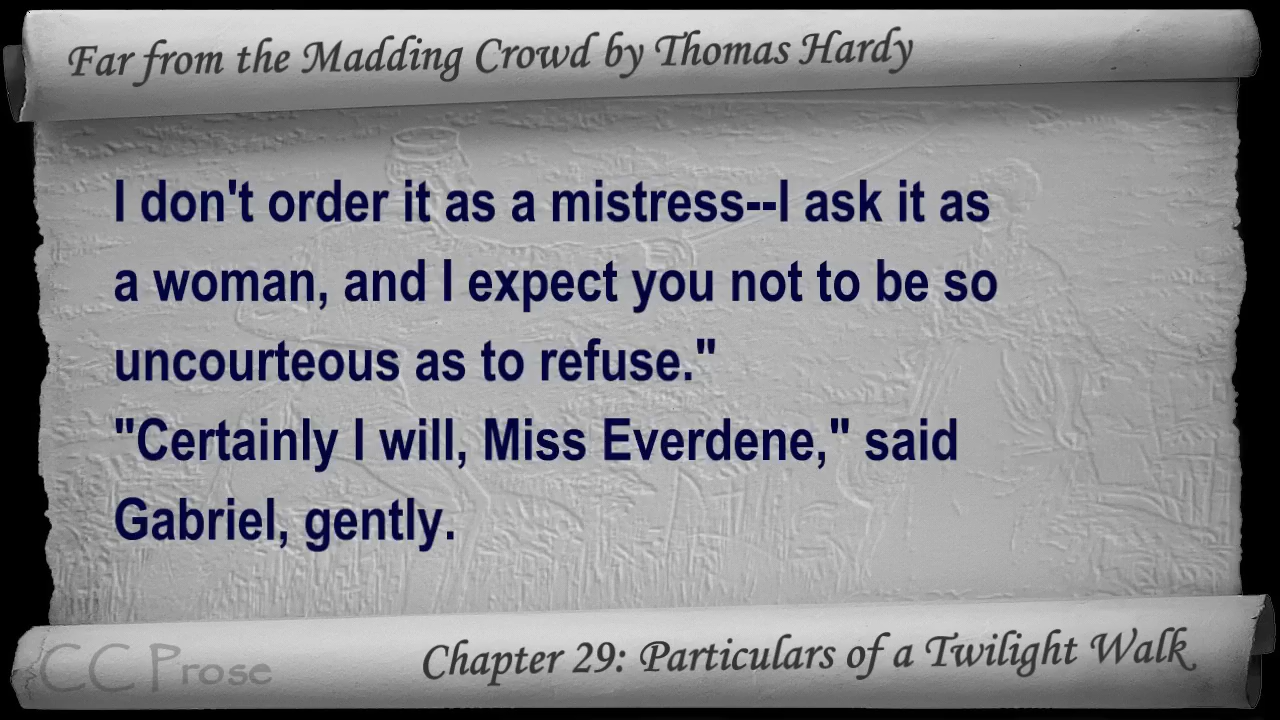 Far from the Madding Crowd by Thomas Hardy
I don't order it as a mistress--I ask it as
a woman, and I expect you not to be so
uncourteous as to refuse."
"Certainly I will, Miss Everdene," said
Gabriel, gently.
CC Prose
Chapter 29: Particulars of a Twilight Walk